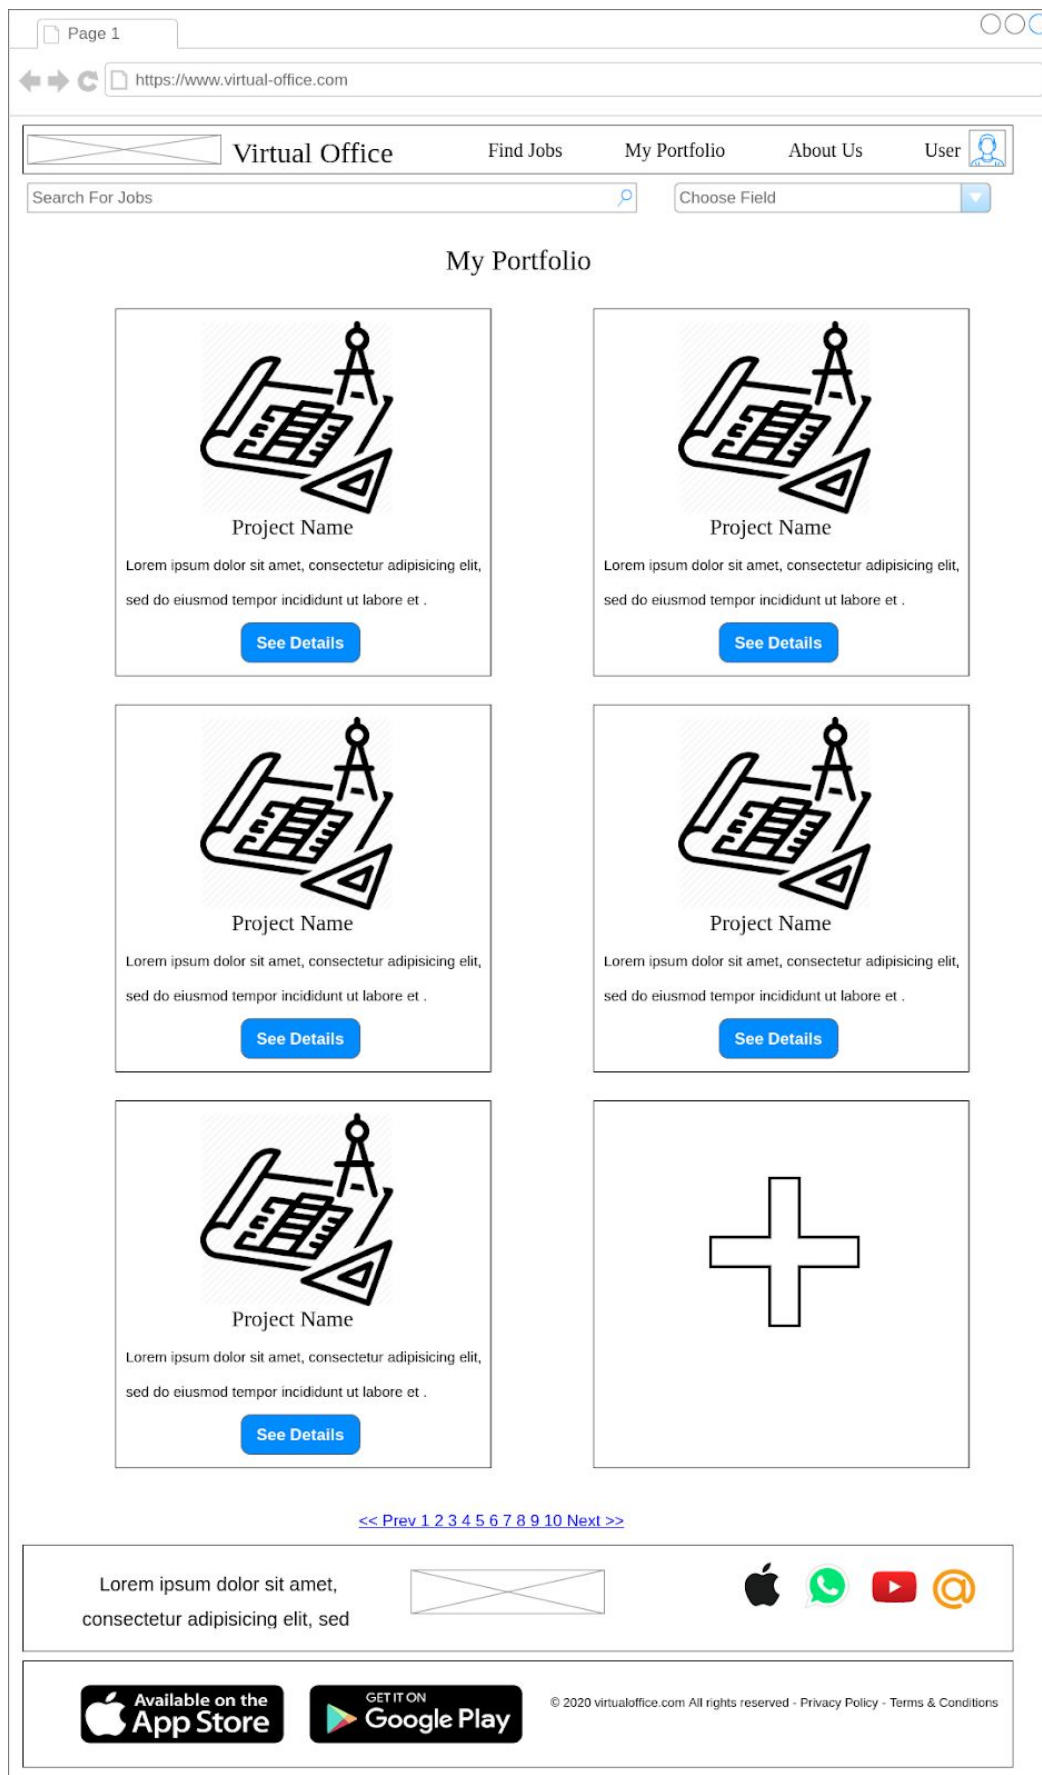 Page 1
https://www.virtual-office.com
Virtual Office Find Jobs My Portfolio About Us User
Search For Jobs Choose Field
My Portfolio
Project Name
Lorem ipsum dolor sit amet, consectetur adipisicing elit,
sed do eiusmod tempor incididunt ut labore et .
See Details
Project Name
Lorem ipsum dolor sit amet, consectetur adipisicing elit,
sed do eiusmod tempor incididunt ut labore et .
See Details
Project Name
Lorem ipsum dolor sit amet, consectetur adipisicing elit,
sed do eiusmod tempor incididunt ut labore et .
See Details
Project Name
Lorem ipsum dolor sit amet, consectetur adipisicing elit,
sed do eiusmod tempor incididunt ut labore et .
See Details
Project Name
Lorem ipsum dolor sit amet, consectetur adipisicing elit,
sed do eiusmod tempor incididunt ut labore et .
See Details
<< Prev 1 2 3 4 5 6 7 8 9 10 Next >>
Lorem ipsum dolor sit amet,
consectetur adipisicing elit, sed
Available on the
App Store
GET IT ON
Google Play
© 2020 virtualoffice.com All rights reserved - Privacy Policy - Terms & Conditions